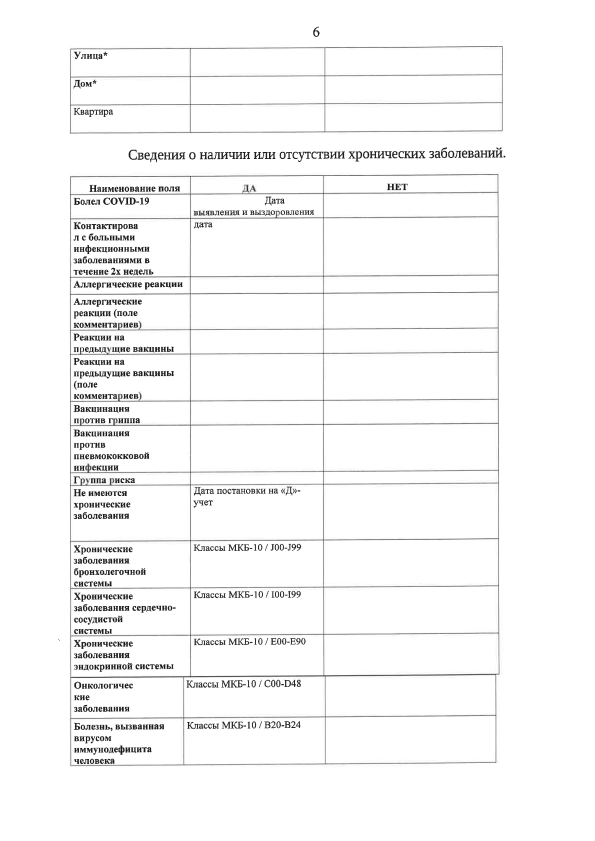 6
Улица*
Дом*
Квартира
Сведения о наличии или отсутствии хронических заболеваний.
Наименование поля ДА НЕТ
Болел COVID-19 Дата
выявления и выздоровления
Контактирова дата
л с больными
инфекционными
заболеваниями в
течение 2х недель
Аллергические реакции
Аллергические
реакции (поле
комментариев)
Реакции на
предыдущие вакцины
Реакции на
предыдущие вакцины
(поле
комментариев)
Вакцинация
против гриппа
Вакцинация
против
пневмококковой
инфекции
Группа риска
Не имеются Дата постановки на «Д»-
хронические учет
заболевания
Хронические Классы МКБ-10 / J00-J99
заболевания
бронхолегочной
системы
Хронические Классы МКБ-10 / I00-I99
заболевания сердечно-
сосудистой
системы
Хронические Классы МКБ-10 / E00-E90
заболевания
эндокринной системы
Онкологичес Классы МКБ-10 / C00-D48
кие
заболевания
Болезнь, вызванная Классы МКБ-10 / B20-B24
вирусом
иммунодефицита
человека